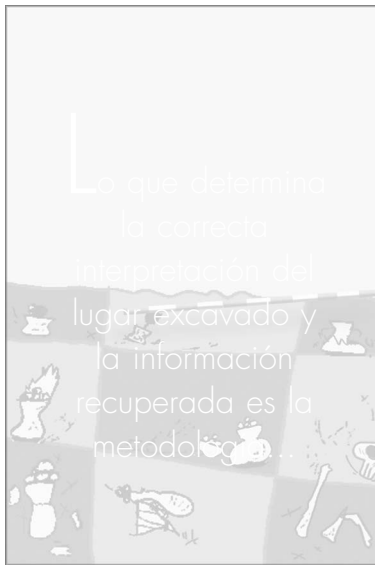 Lo que determina
la correcta
interpretación del
lugar excavado y
la información
recuperada es la
metodología...